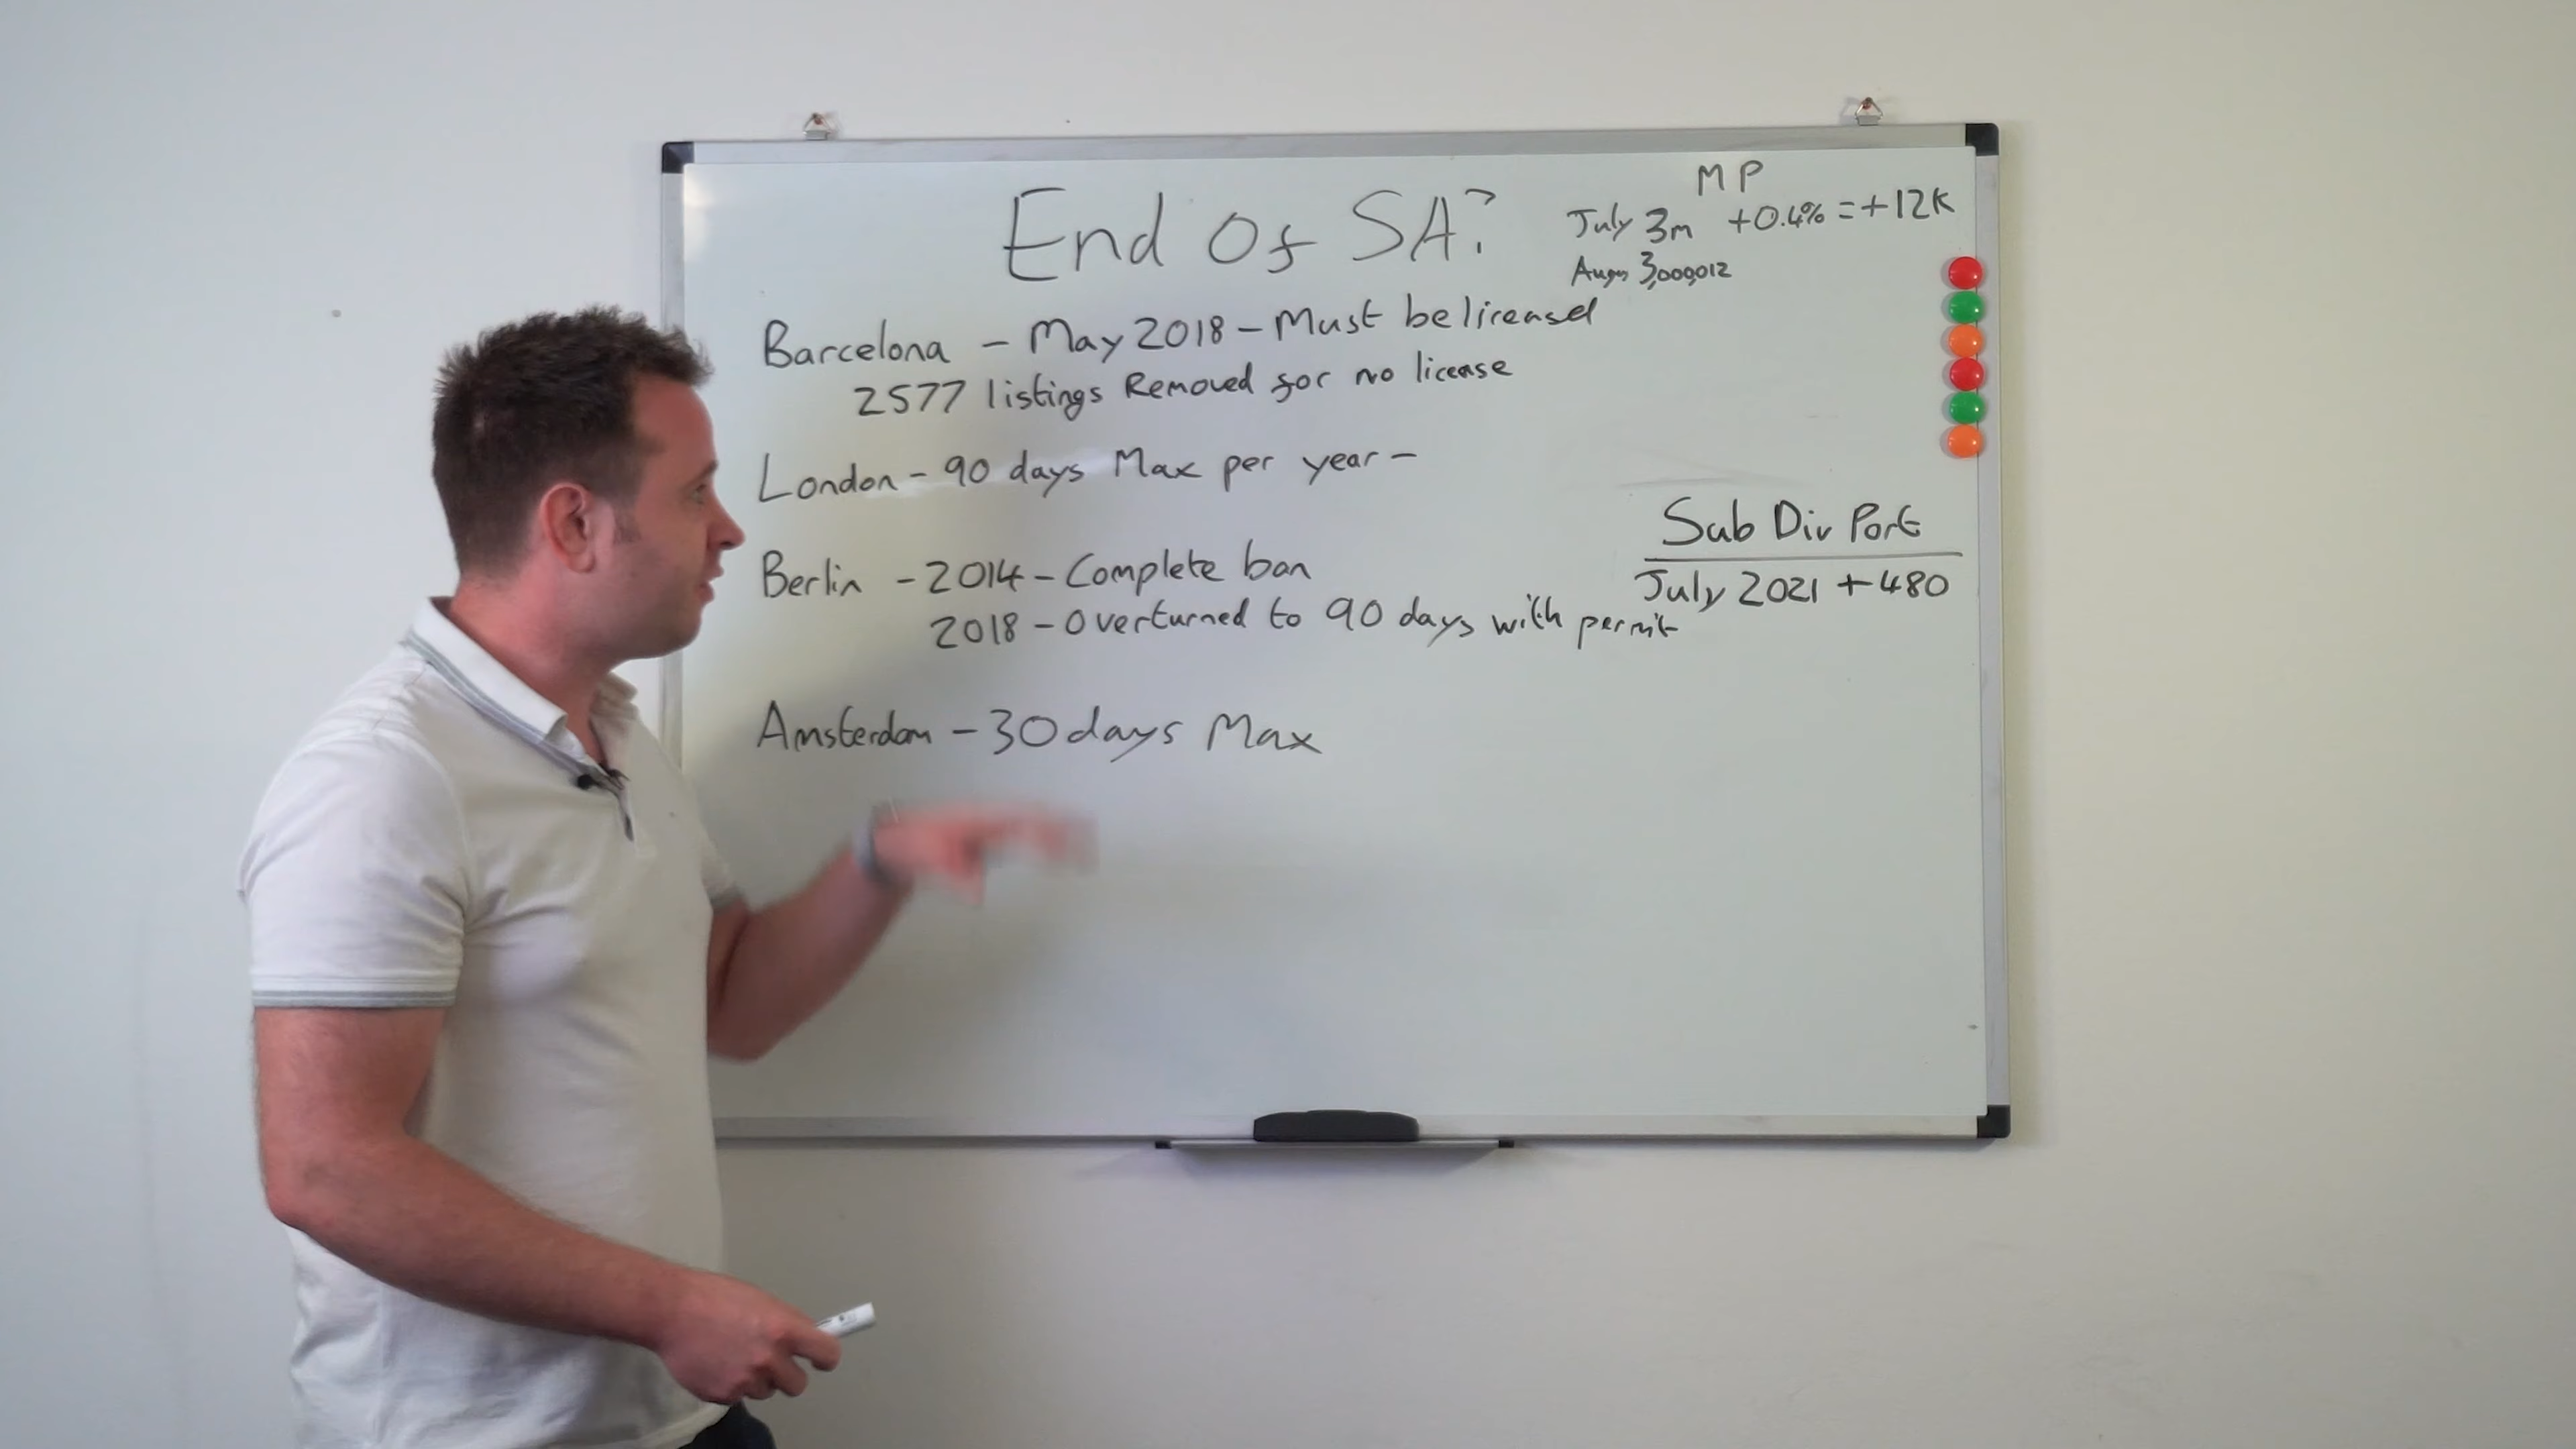 End Of SA?
MP
July 3m +0.4% = +12K
Augus 3,000,012
Barcelona - May 2018 - Must be licensed
2577 listings Removed for no license
London - 90 days Max per year -
Sub Div Port
July 2021 +480
Berlin - 2014 - Complete ban
2018 - Overturned to 90 days with permit
Amsterdam - 30 days Max